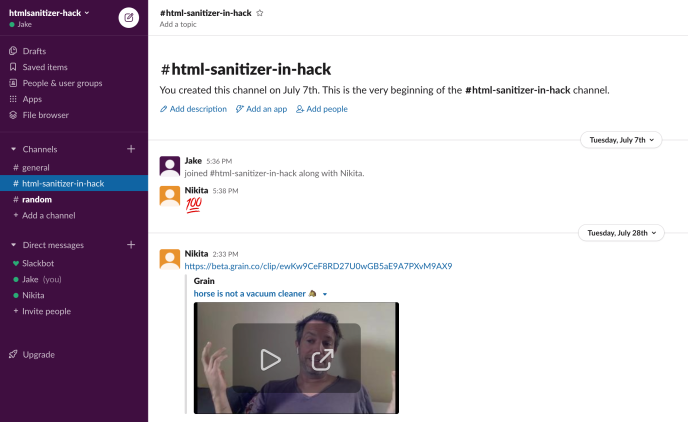 htmlsanitizer-in-hack
Jake
Drafts
Saved items
People & user groups
Apps
File browser
Channels
# general
# html-sanitizer-in-hack
# random
+ Add a channel
Direct messages
Slackbot
Jake (you)
Nikita
+ Invite people
Upgrade
#html-sanitizer-in-hack
Add a topic
#html-sanitizer-in-hack
You created this channel on July 7th. This is the very beginning of the #html-sanitizer-in-hack channel.
Add description Add an app Add people
Tuesday, July 7th
Jake 5:36 PM
joined #html-sanitizer-in-hack along with Nikita.
Nikita 5:38 PM
💯
Tuesday, July 28th
Nikita 2:33 PM
https://beta.grain.co/clip/ewKw9CeF8RD27U0wGB5aE9A7PXvM9AX9
Grain
horse is not a vacuum cleaner 🐴